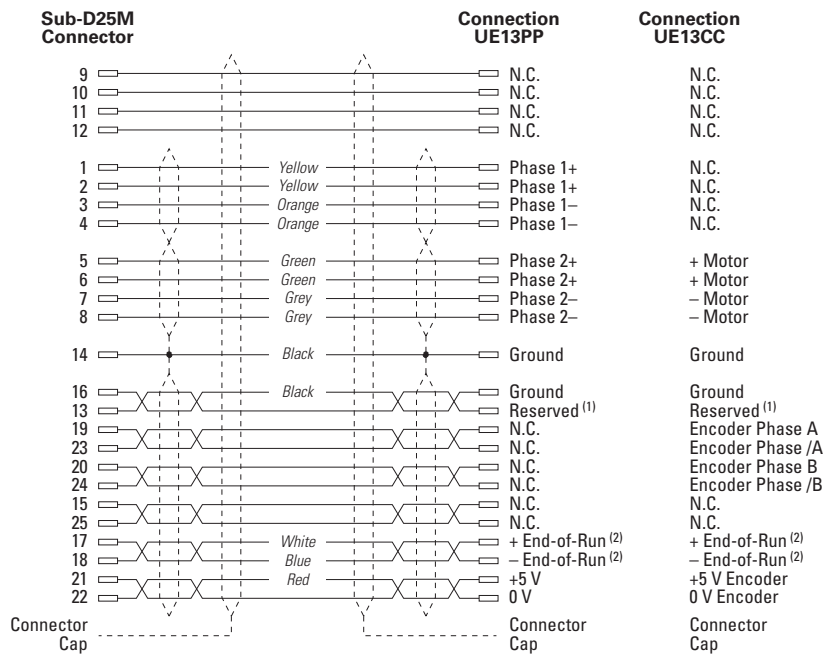 Sub-D25M Connector Connection UE13PP Connection UE13CC
9 N.C. N.C.
10 N.C. N.C.
11 N.C. N.C.
12 N.C. N.C.
1 Yellow Phase 1+ N.C.
2 Yellow Phase 1+ N.C.
3 Orange Phase 1– N.C.
4 Orange Phase 1– N.C.
5 Green Phase 2+ + Motor
6 Green Phase 2+ + Motor
7 Grey Phase 2– – Motor
8 Grey Phase 2– – Motor
14 Black Ground Ground
16 Black Ground Ground
13 Reserved (1) Reserved (1)
19 N.C. Encoder Phase A
23 N.C. Encoder Phase /A
20 N.C. Encoder Phase B
24 N.C. Encoder Phase /B
15 N.C. N.C.
25 N.C. N.C.
17 White + End-of-Run (2) + End-of-Run (2)
18 Blue – End-of-Run (2) – End-of-Run (2)
21 Red +5 V +5 V Encoder
22 0 V 0 V Encoder
Connector Cap Connector Cap Connector Cap